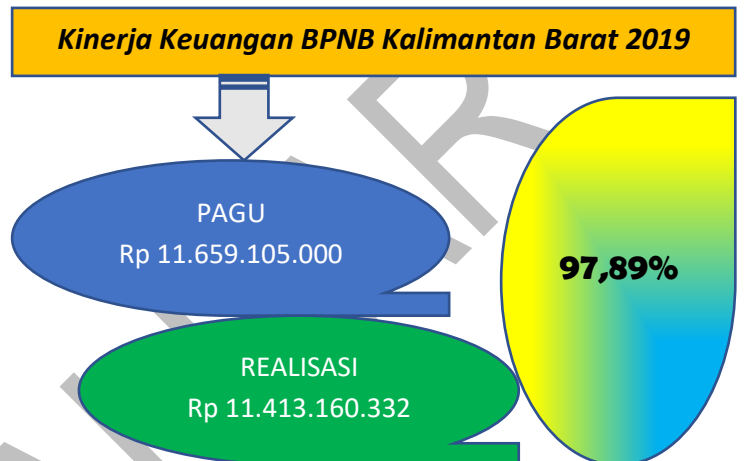 Kinerja Keuangan BPNB Kalimantan Barat 2019
PAGU
Rp 11.659.105.000
97,89%
REALISASI
Rp 11.413.160.332